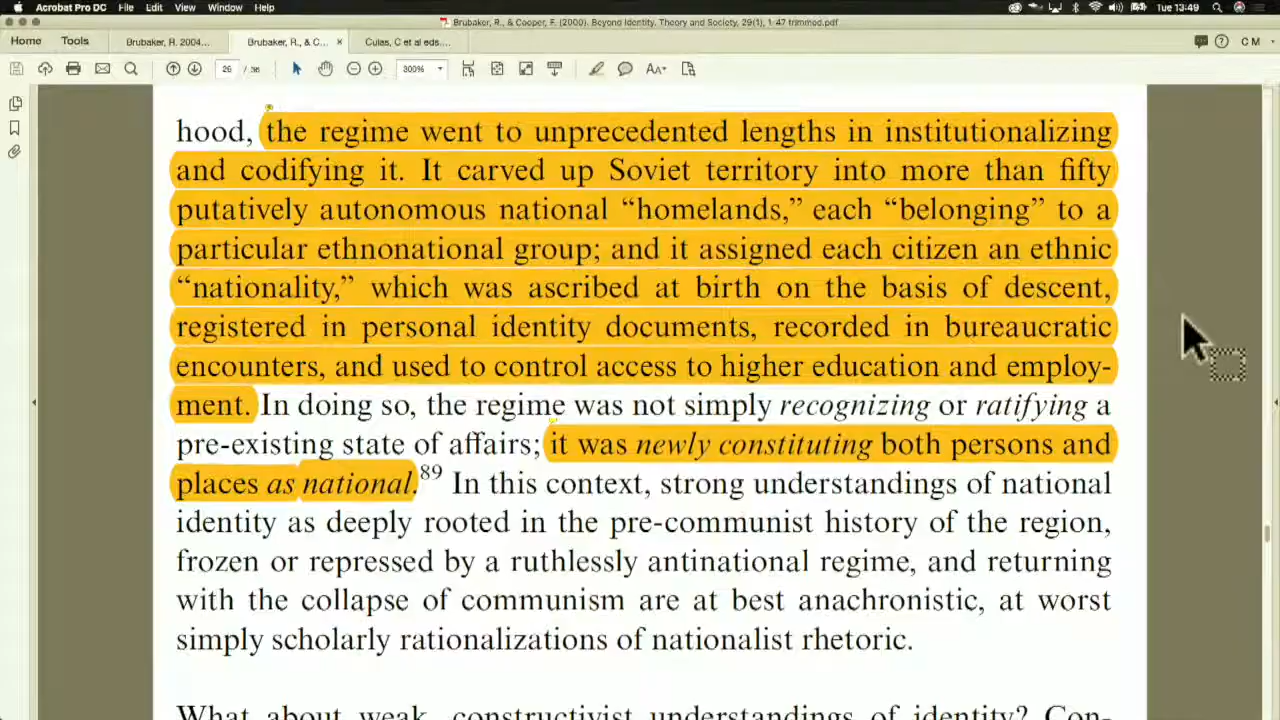 Acrobat Pro DC File Edit View Window Help Tue 13:49
Brubaker, R., & Cooper, F. (2000). Beyond Identity. Theory and Society, 29(1), 1-47 trimmed.pdf
Home Tools Brubaker, R. 2004... Brubaker, R., & C... × Culas, C et al eds.... C M
26 / 36 300%
hood, the regime went to unprecedented lengths in institutionalizing
and codifying it. It carved up Soviet territory into more than fifty
putatively autonomous national “homelands,” each “belonging” to a
particular ethnonational group; and it assigned each citizen an ethnic
“nationality,” which was ascribed at birth on the basis of descent,
registered in personal identity documents, recorded in bureaucratic
encounters, and used to control access to higher education and employ-
ment. In doing so, the regime was not simply recognizing or ratifying a
pre-existing state of affairs; it was newly constituting both persons and
places as national.89 In this context, strong understandings of national
identity as deeply rooted in the pre-communist history of the region,
frozen or repressed by a ruthlessly antinational regime, and returning
with the collapse of communism are at best anachronistic, at worst
simply scholarly rationalizations of nationalist rhetoric.
What about weak, constructivist understandings of identity? Con-